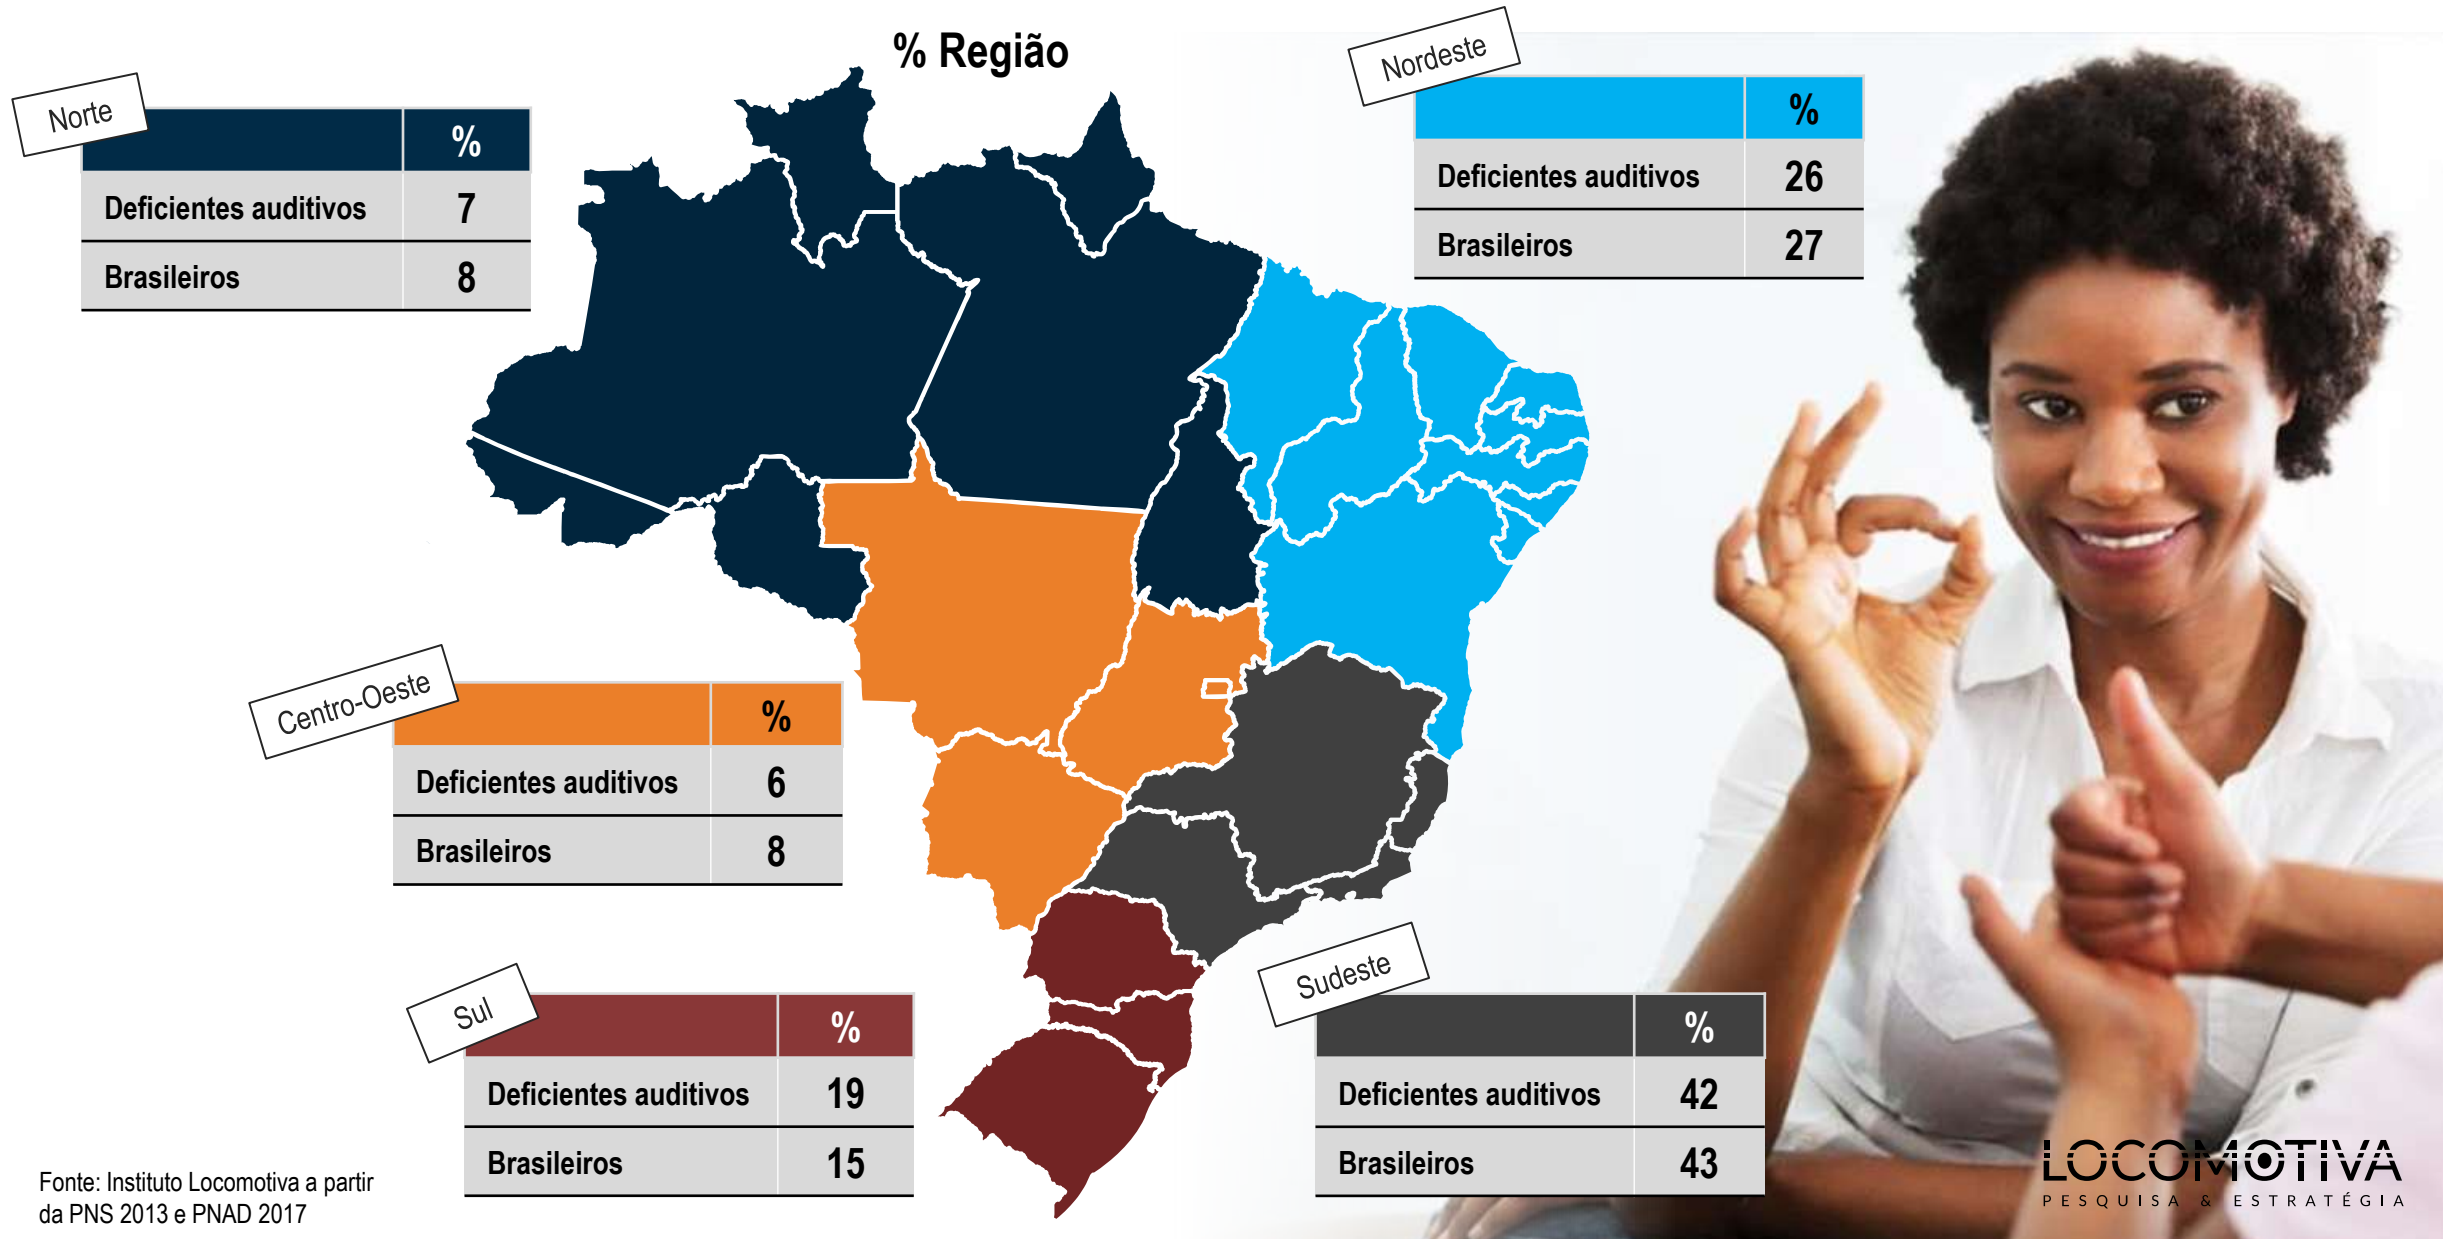 % Região
Norte
%
Deficientes auditivos 7
Brasileiros 8
Nordeste
%
Deficientes auditivos 26
Brasileiros 27
Centro-Oeste
%
Deficientes auditivos 6
Brasileiros 8
Sul
%
Deficientes auditivos 19
Brasileiros 15
Sudeste
%
Deficientes auditivos 42
Brasileiros 43
Fonte: Instituto Locomotiva a partir
da PNS 2013 e PNAD 2017
LOCOMOTIVA
PESQUISA & ESTRATÉGIA